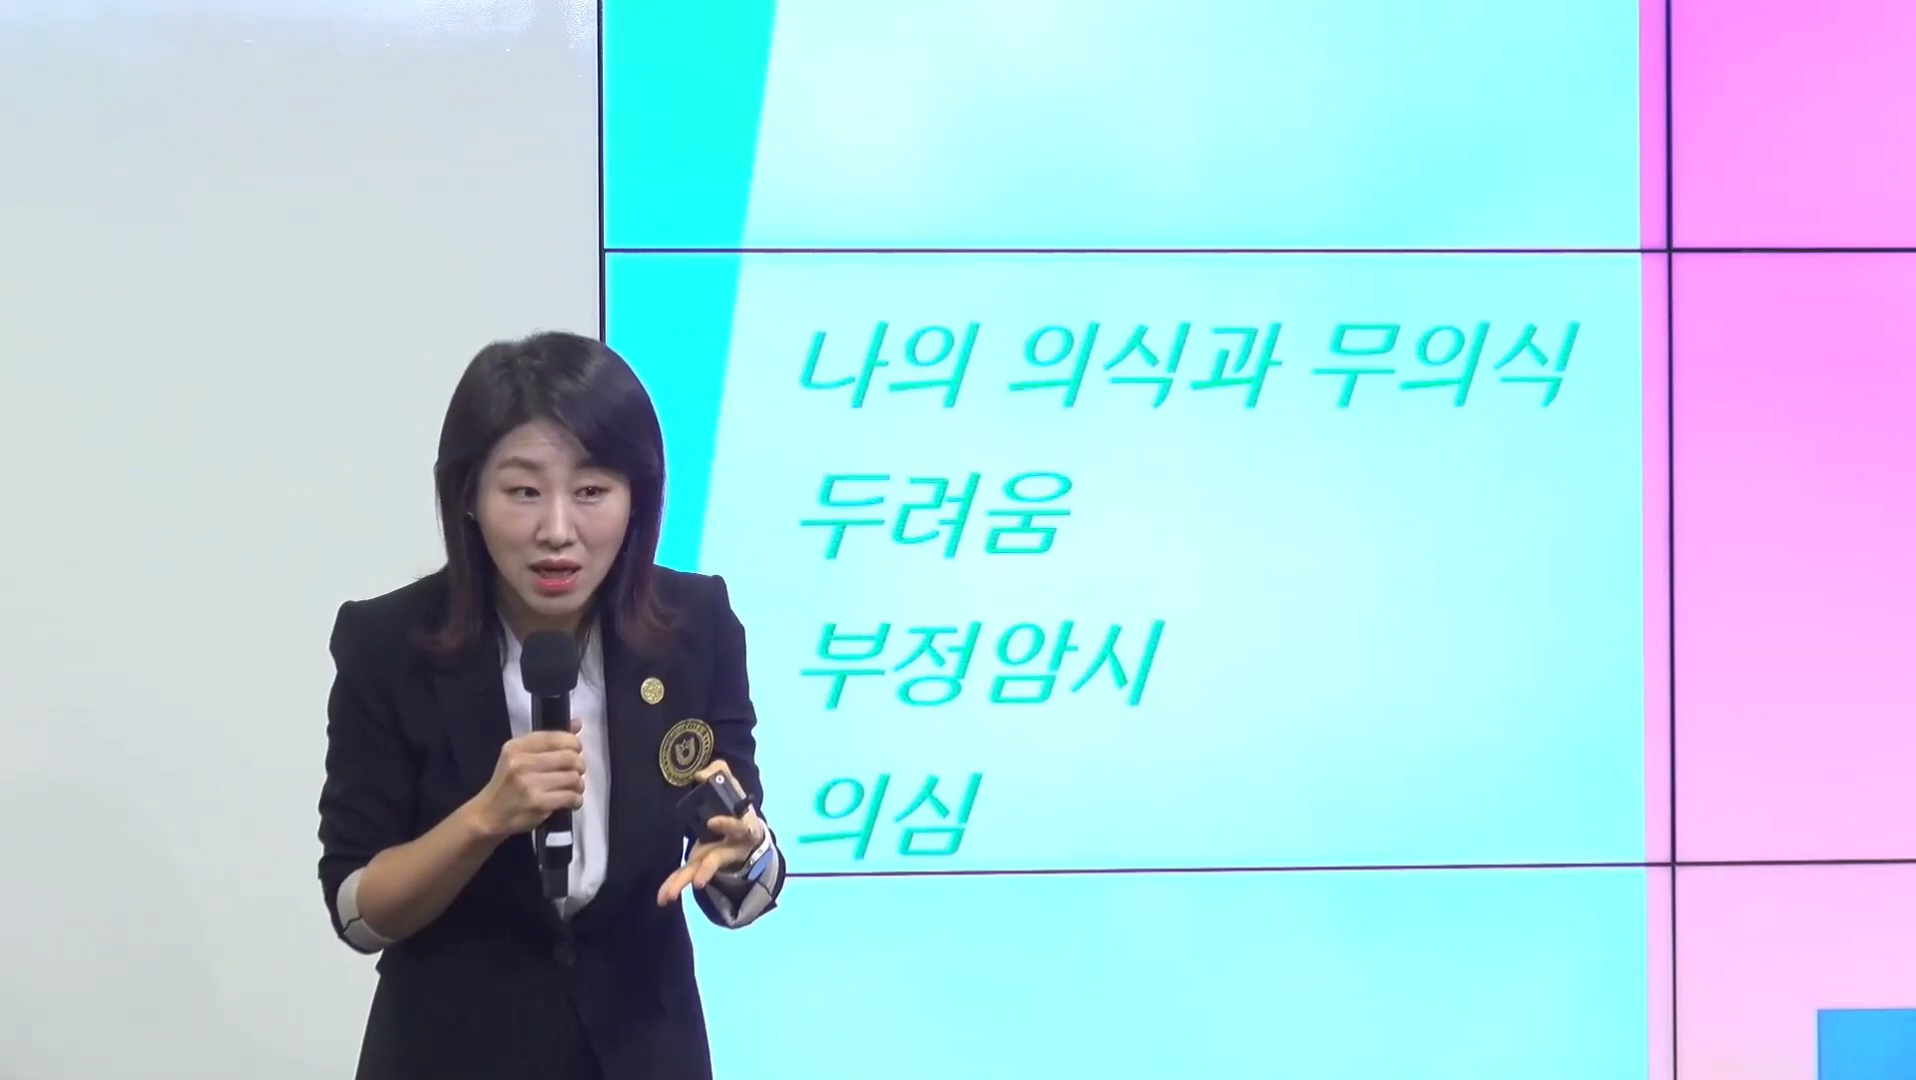 나의 의식과 무의식
두려움
부정암시
의심